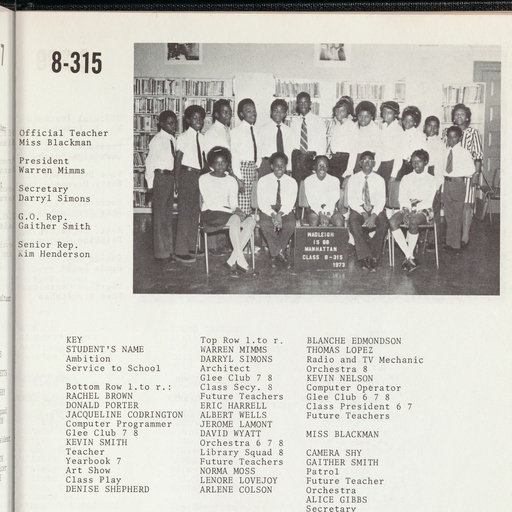 8-315
Official Teacher
Miss Blackman
President
Warren Mimms
Secretary
Darryl Simons
G.O. Rep.
Gaither Smith
Senior Rep.
Kim Henderson
MADLEIGH
IS 88
MANHATTAN
CLASS 8-315
1973
KEY
STUDENT'S NAME
Ambition
Service to School
Bottom Row l.to r.:
RACHEL BROWN
DONALD PORTER
JACQUELINE CODRINGTON
Computer Programmer
Glee Club 7 8
KEVIN SMITH
Teacher
Yearbook 7
Art Show
Class Play
DENISE SHEPHERD
Top Row l.to r.
WARREN MIMMS
DARRYL SIMONS
Architect
Glee Club 7 8
Class Secy. 8
Future Teachers
ERIC HARRELL
ALBERT WELLS
JEROME LAMONT
DAVID WYATT
Orchestra 6 7 8
Library Squad 8
Future Teachers
NORMA MOSS
LENORE LOVEJOY
ARLENE COLSON
BLANCHE EDMONDSON
THOMAS LOPEZ
Radio and TV Mechanic
Orchestra 8
KEVIN NELSON
Computer Operator
Glee Club 6 7 8
Class President 6 7
Future Teachers
MISS BLACKMAN
CAMERA SHY
GAITHER SMITH
Patrol
Future Teacher
Orchestra
ALICE GIBBS
Secretary